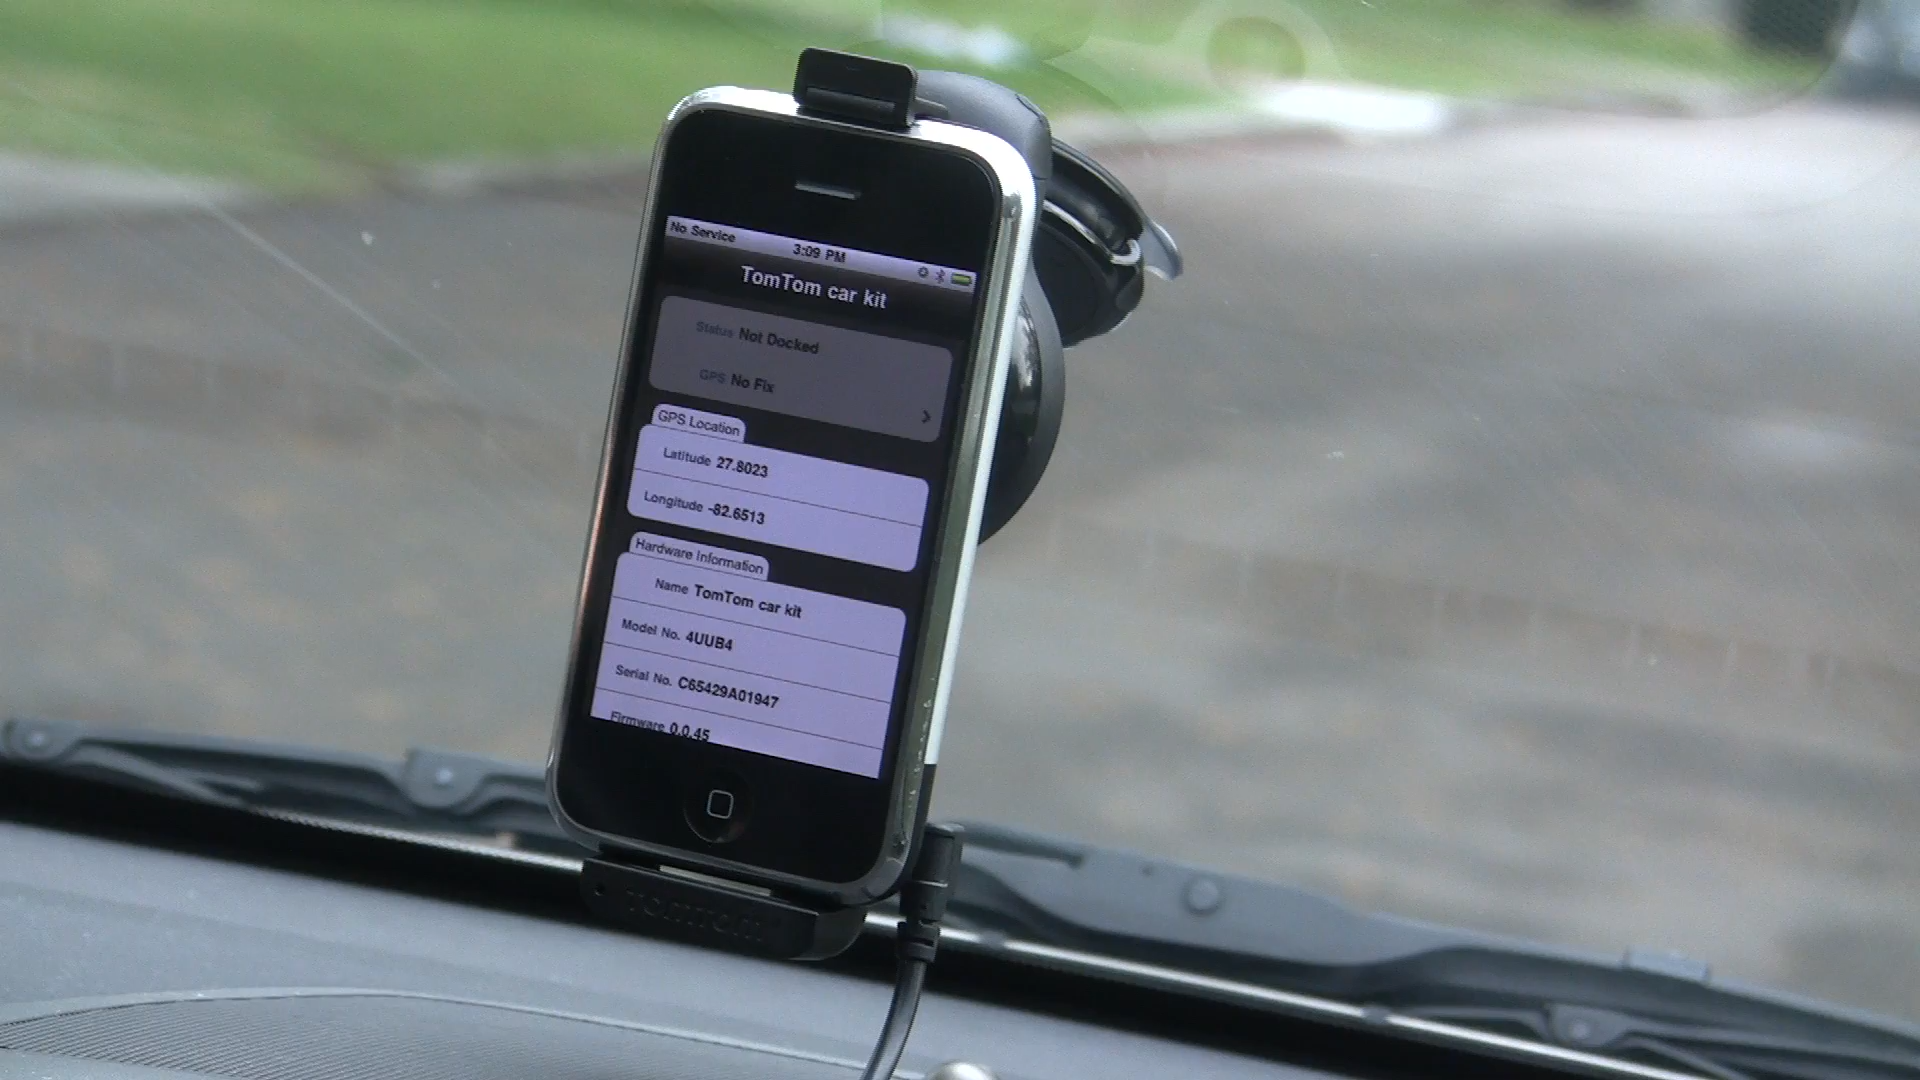 No Service 3:09 PM
TomTom car kit
Status Not Docked
GPS No Fix
GPS Location
Latitude 27.8023
Longitude -82.6513
Hardware Information
Name TomTom car kit
Model No. 4UUB4
Serial No. C65429A01947
Firmware 0.0.45